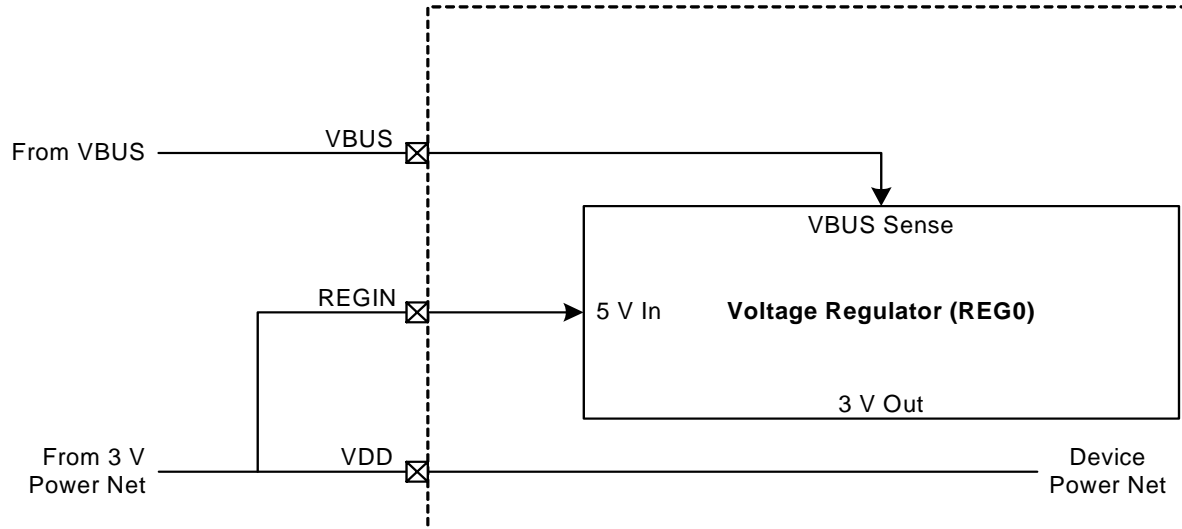 From VBUS
VBUS
VBUS Sense
REGIN
5 V In
Voltage Regulator (REG0)
3 V Out
From 3 V
Power Net
VDD
Device
Power Net